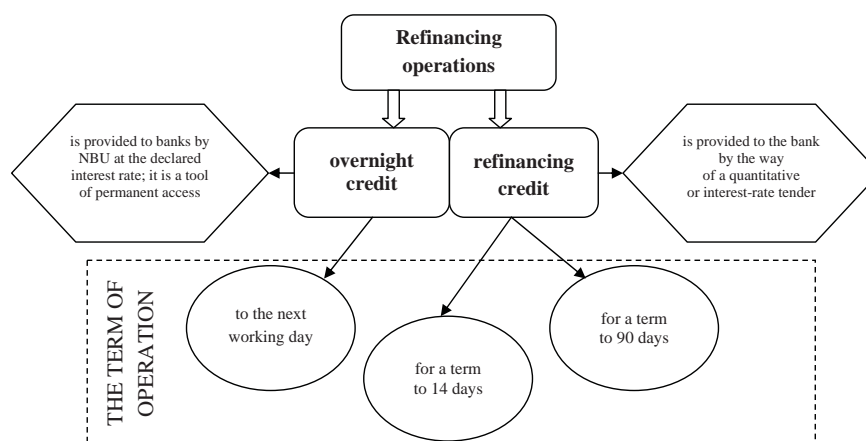 Refinancing
operations
is provided to banks by
NBU at the declared
interest rate; it is a tool
of permanent access
overnight
credit
refinancing
credit
is provided to the bank
by the way
of a quantitative
or interest-rate tender
THE TERM OF
OPERATION
to the next
working day
for a term
to 14 days
for a term
to 90 days